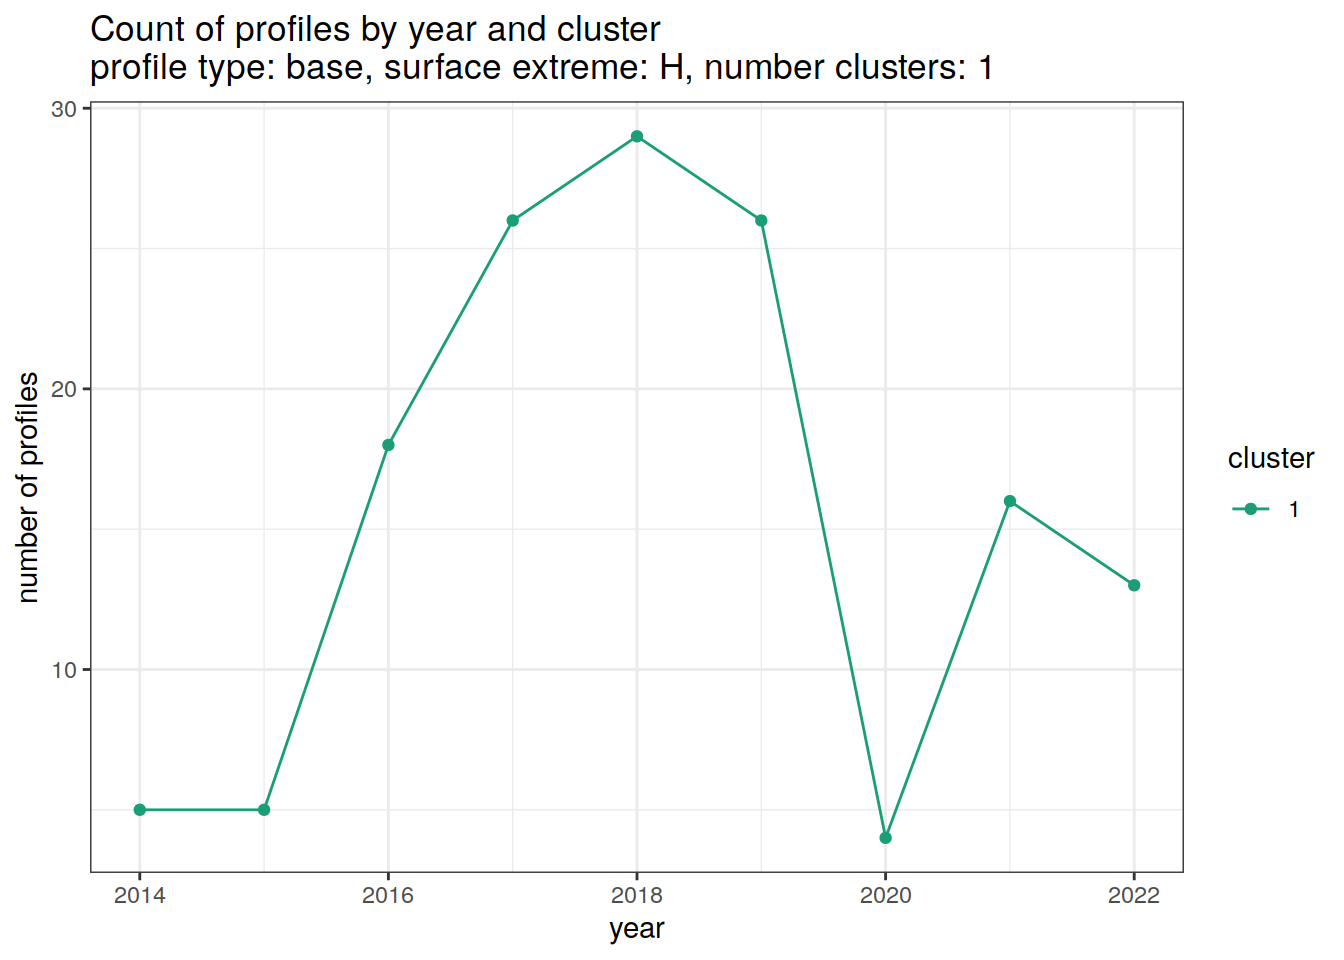 Count of profiles by year and cluster
profile type: base, surface extreme: H, number clusters: 1
30
20
10
number of profiles
2014 2016 2018 2020 2022
year
cluster
1